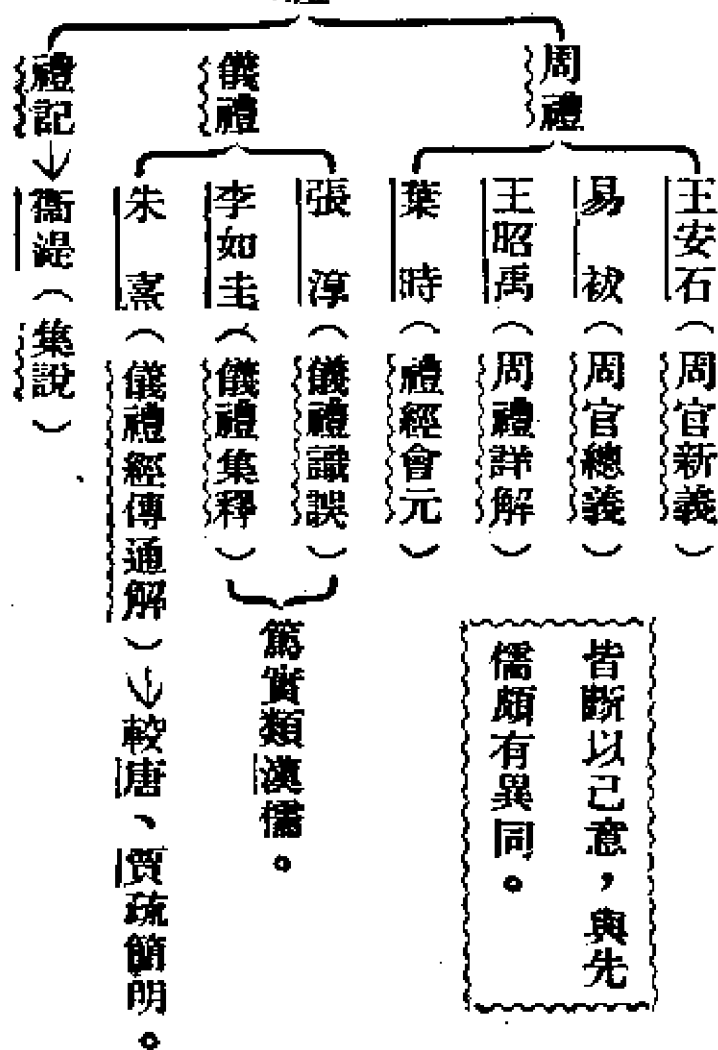 周禮
王安石（周官新義）
易祓（周官總義）
王昭禹（周禮詳解）
葉時（禮經會元）
皆斷以己意，與先
儒頗有異同。
儀禮
張淳（儀禮識誤）
李如圭（儀禮集釋）
篤實類漢儒。
朱熹（儀禮經傳通解）→較唐、賈疏簡明。
禮記→衞湜（集說）